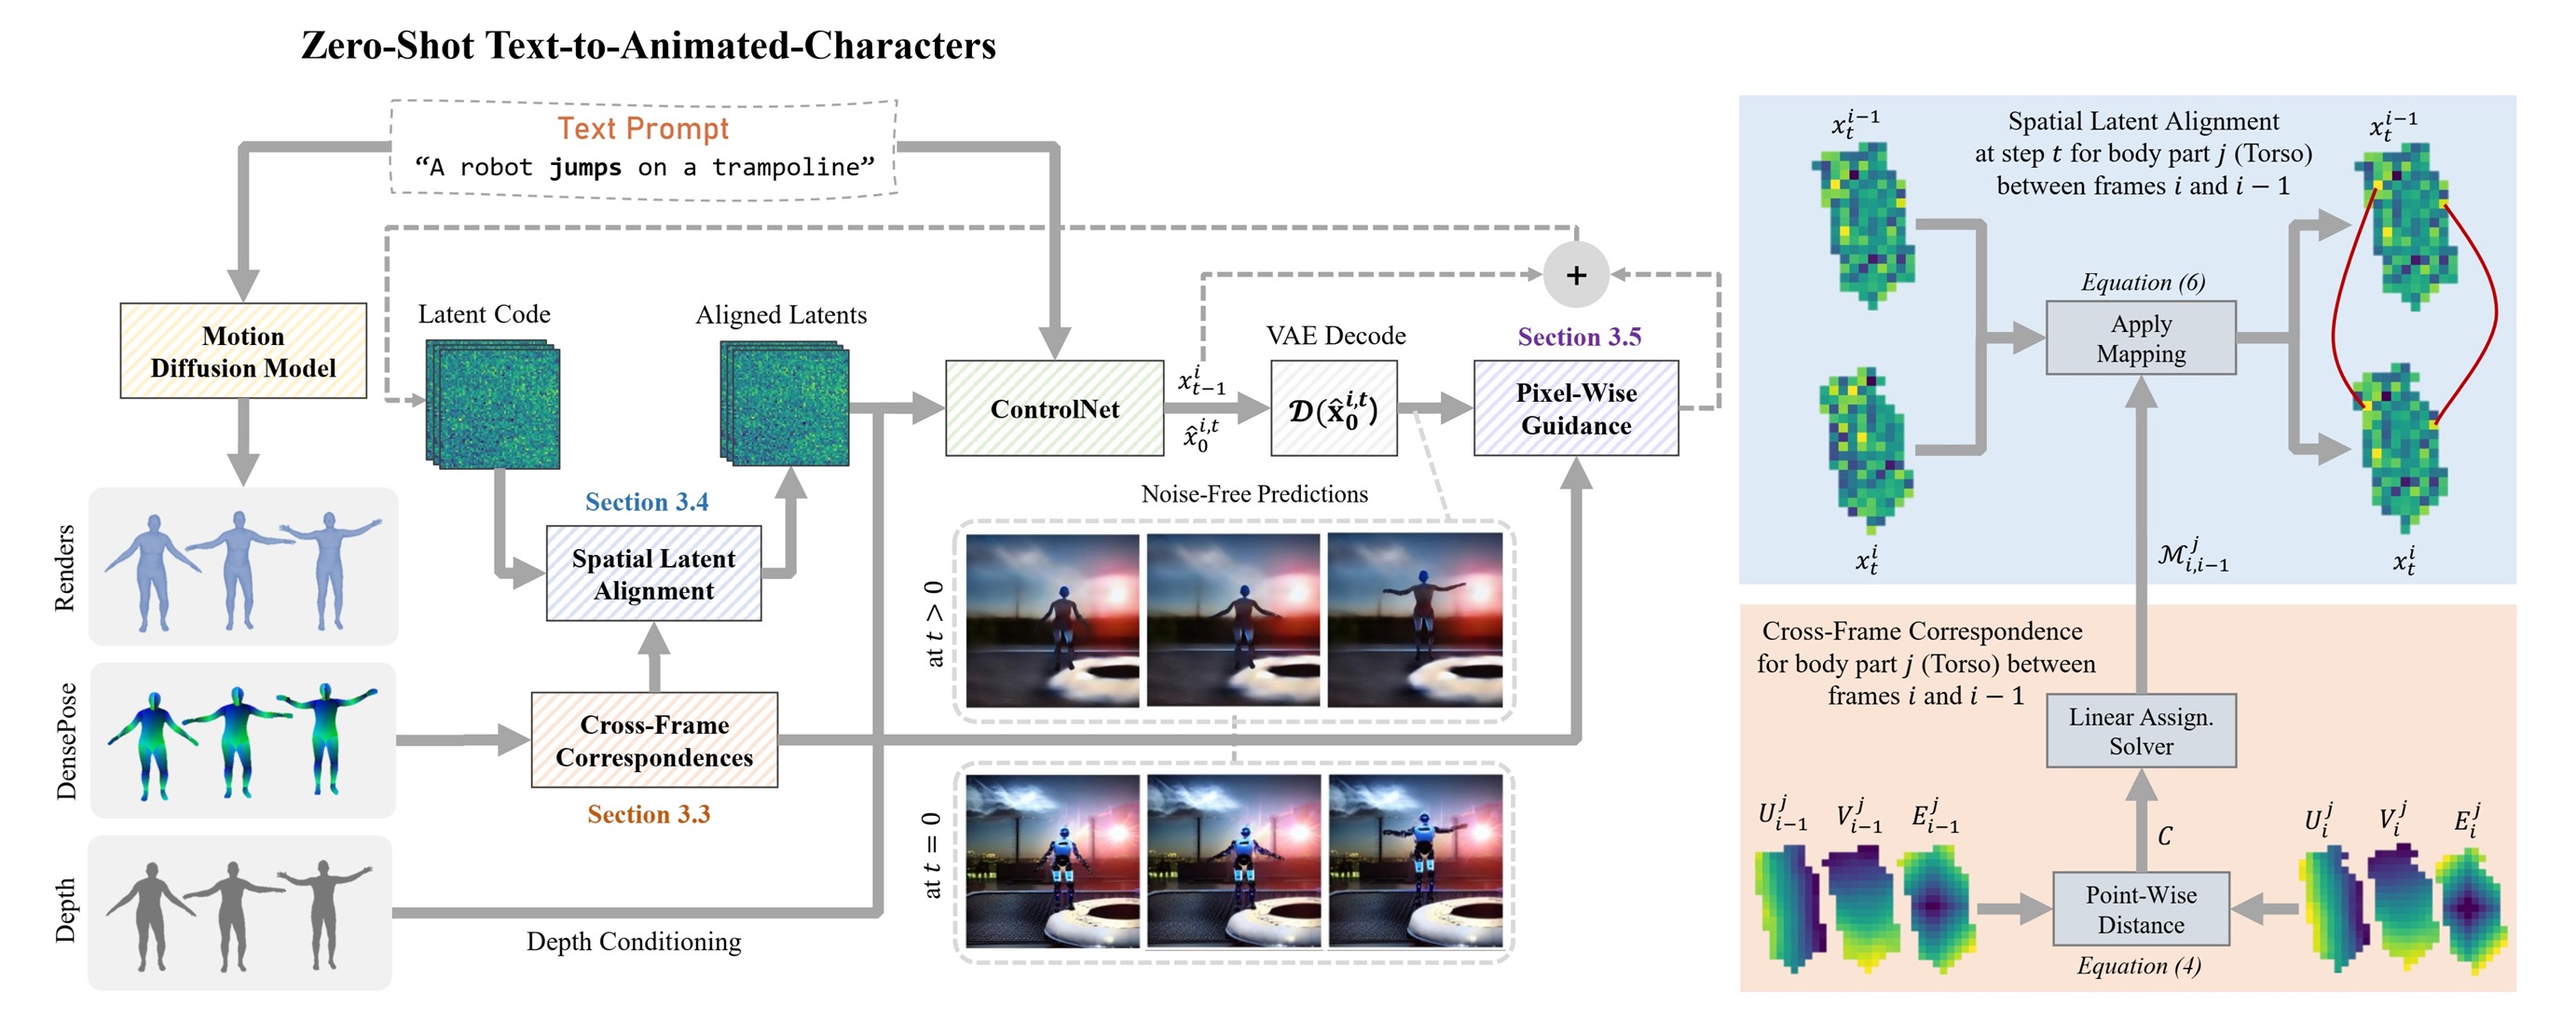 Zero-Shot Text-to-Animated-Characters
Text Prompt
“A robot jumps on a trampoline”
Motion
Diffusion Model
Latent Code
Aligned Latents
ControlNet
x_{t-1}^{i}
x̂_0^{i,t}
VAE Decode
𝓓(x̂_0^{i,t})
+
Section 3.5
Pixel-Wise
Guidance
Section 3.4
Spatial Latent
Alignment
Renders
DensePose
Depth
Cross-Frame
Correspondences
Section 3.3
Depth Conditioning
Noise-Free Predictions
at t > 0
at t = 0
Spatial Latent Alignment
at step t for body part j (Torso)
between frames i and i − 1
x_t^{i-1}
x_t^{i-1}
Equation (6)
Apply
Mapping
x_t^i
x_t^i
ℳ_{i,i-1}^j
Cross-Frame Correspondence
for body part j (Torso) between
frames i and i − 1
Linear Assign.
Solver
U_{i-1}^j V_{i-1}^j E_{i-1}^j
C
U_i^j V_i^j E_i^j
Point-Wise
Distance
Equation (4)